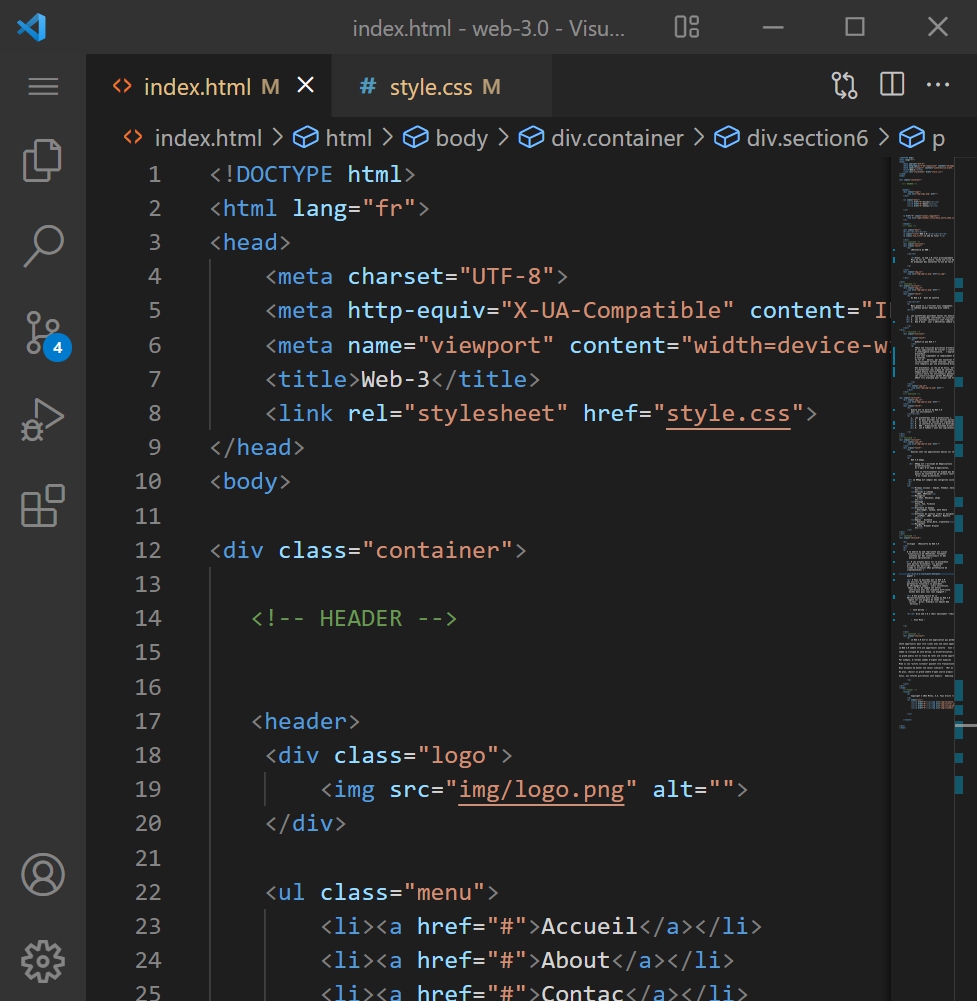 index.html - web-3.0 - Visu...
index.html M
# style.css M
index.html > html > body > div.container > div.section6 > p
1 <!DOCTYPE html>
2 <html lang="fr">
3 <head>
4 <meta charset="UTF-8">
5 <meta http-equiv="X-UA-Compatible" content="I
6 <meta name="viewport" content="width=device-w
7 <title>Web-3</title>
8 <link rel="stylesheet" href="style.css">
9 </head>
10 <body>
11
12 <div class="container">
13
14 <!-- HEADER -->
15
16
17 <header>
18 <div class="logo">
19 <img src="img/logo.png" alt="">
20 </div>
21
22 <ul class="menu">
23 <li><a href="#">Accueil</a></li>
24 <li><a href="#">About</a></li>
25 <li><a href="#">Contac</a></li>
4